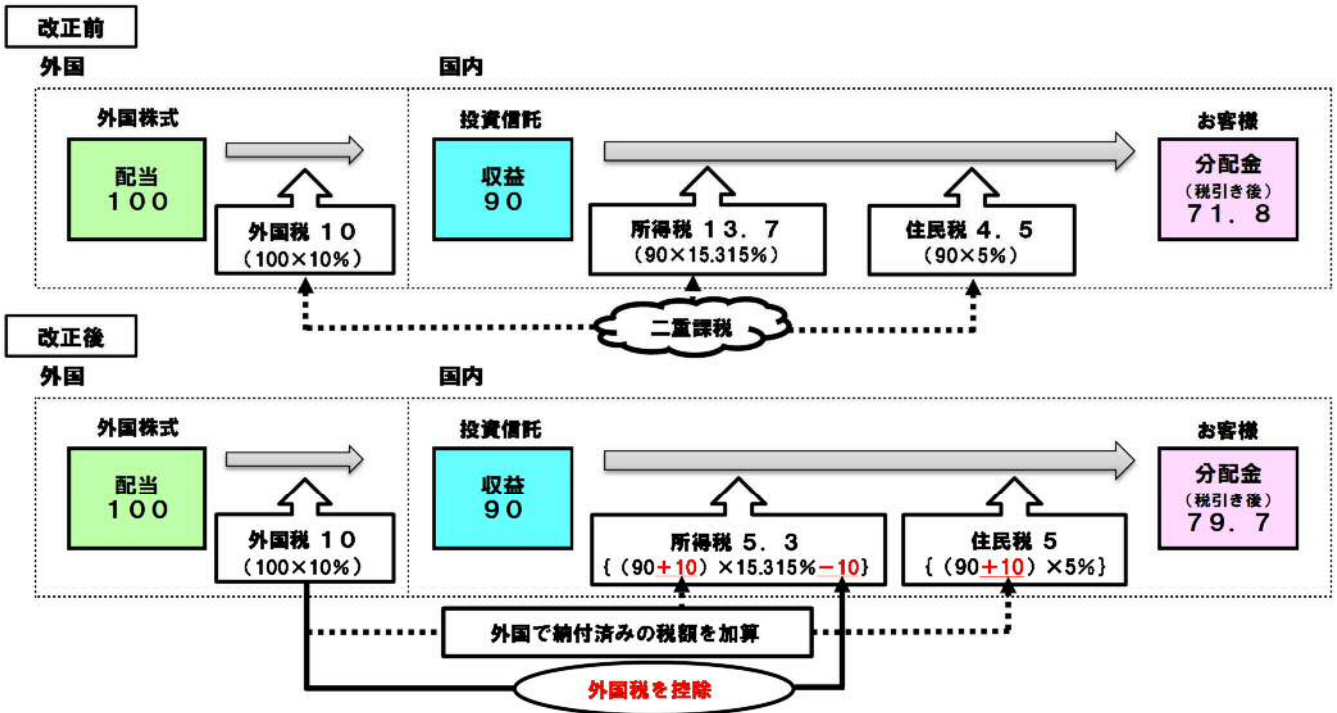 改正前
外国
国内
外国株式
投資信託
お客様
配当
100
収益
90
分配金
(税引き後)
71.8
外国税 10
(100×10%)
所得税 13.7
(90×15.315%)
住民税 4.5
(90×5%)
二重課税
改正後
外国
国内
外国株式
投資信託
お客様
配当
100
収益
90
分配金
(税引き後)
79.7
外国税 10
(100×10%)
所得税 5.3
{(90+10)×15.315%-10}
住民税 5
{(90+10)×5%}
外国で納付済みの税額を加算
外国税を控除